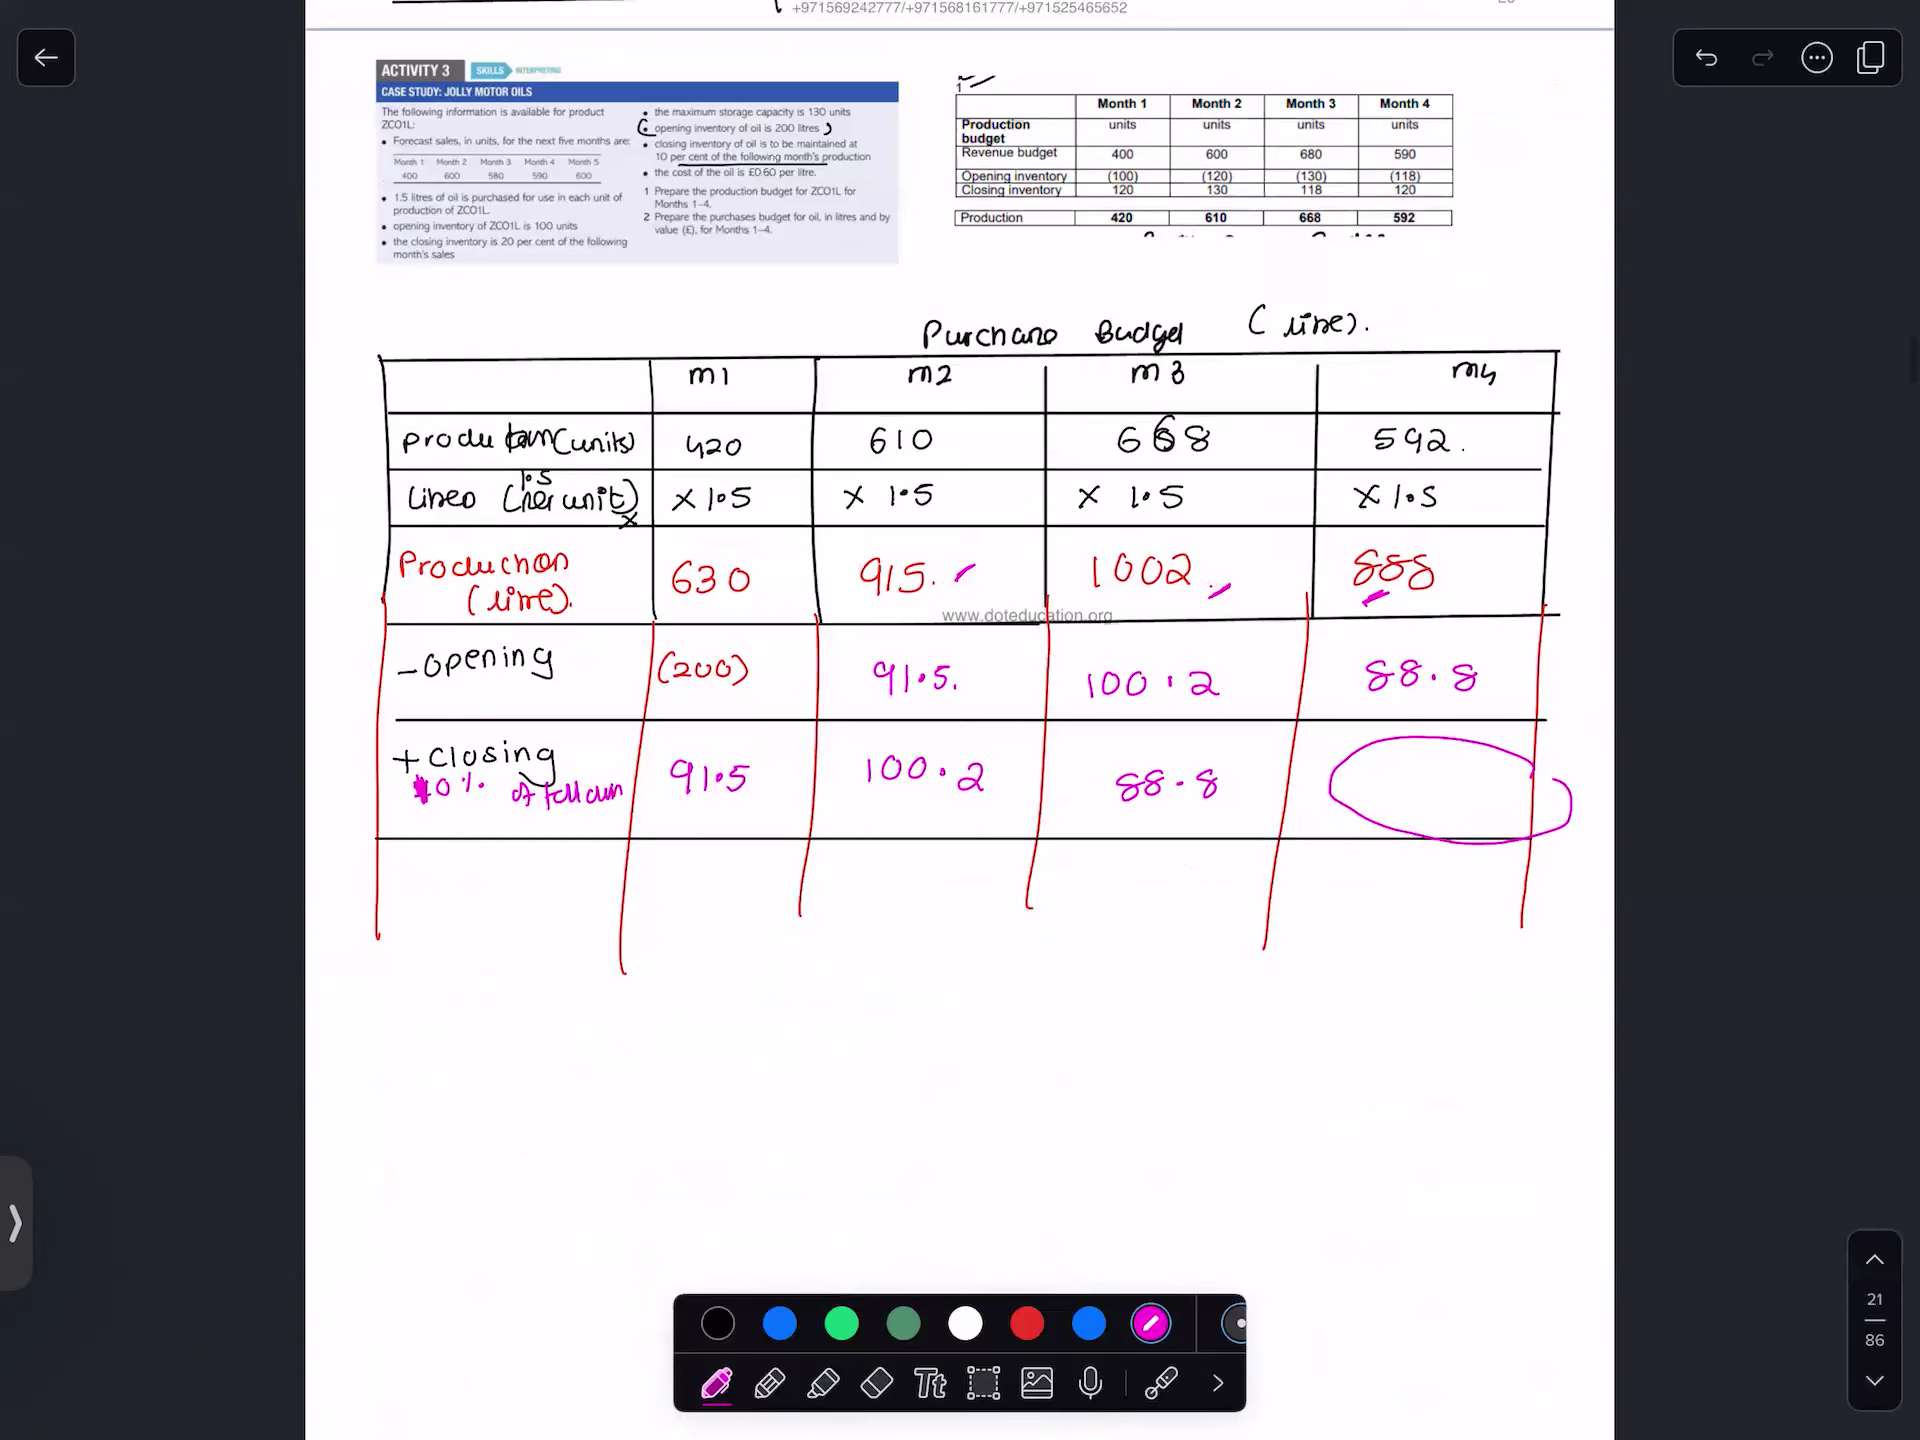 +971569242777/+971568161777/+971525465652
ACTIVITY 3 SKILLS INTERPRETING
CASE STUDY: JOLLY MOTOR OILS
The following information is available for product
ZCO1L:
• Forecast sales, in units, for the next five months are:
Month 1 Month 2 Month 3 Month 4 Month 5
400 600 580 590 600
• 1.5 litres of oil is purchased for use in each unit of
production of ZCO1L.
• opening inventory of ZCO1L is 100 units
• the closing inventory is 20 per cent of the following
month's sales
• the maximum storage capacity is 130 units
• opening inventory of oil is 200 litres
• closing inventory of oil is to be maintained at
10 per cent of the following month's production
• the cost of the oil is £0.60 per litre.
1 Prepare the production budget for ZCO1L for
Months 1–4.
2 Prepare the purchases budget for oil, in litres and by
value (£), for Months 1–4.
1
Month 1 Month 2 Month 3 Month 4
Production budget units units units units
Revenue budget 400 600 680 590
Opening inventory (100) (120) (130) (118)
Closing inventory 120 130 118 120
Production 420 610 668 592
Budget
m1 m2 m3 m4
(units) 420 610 668 592.
1.5
(per unit) x x 1.5 x 1.5 x 1.5 x 1.5
Production 630 915. 1002 888
www.doteducation.org
- opening (200) 91.5. 100.2 88.8
+ closing 91.5 100.2 88.8
10% of
21
86
Tt